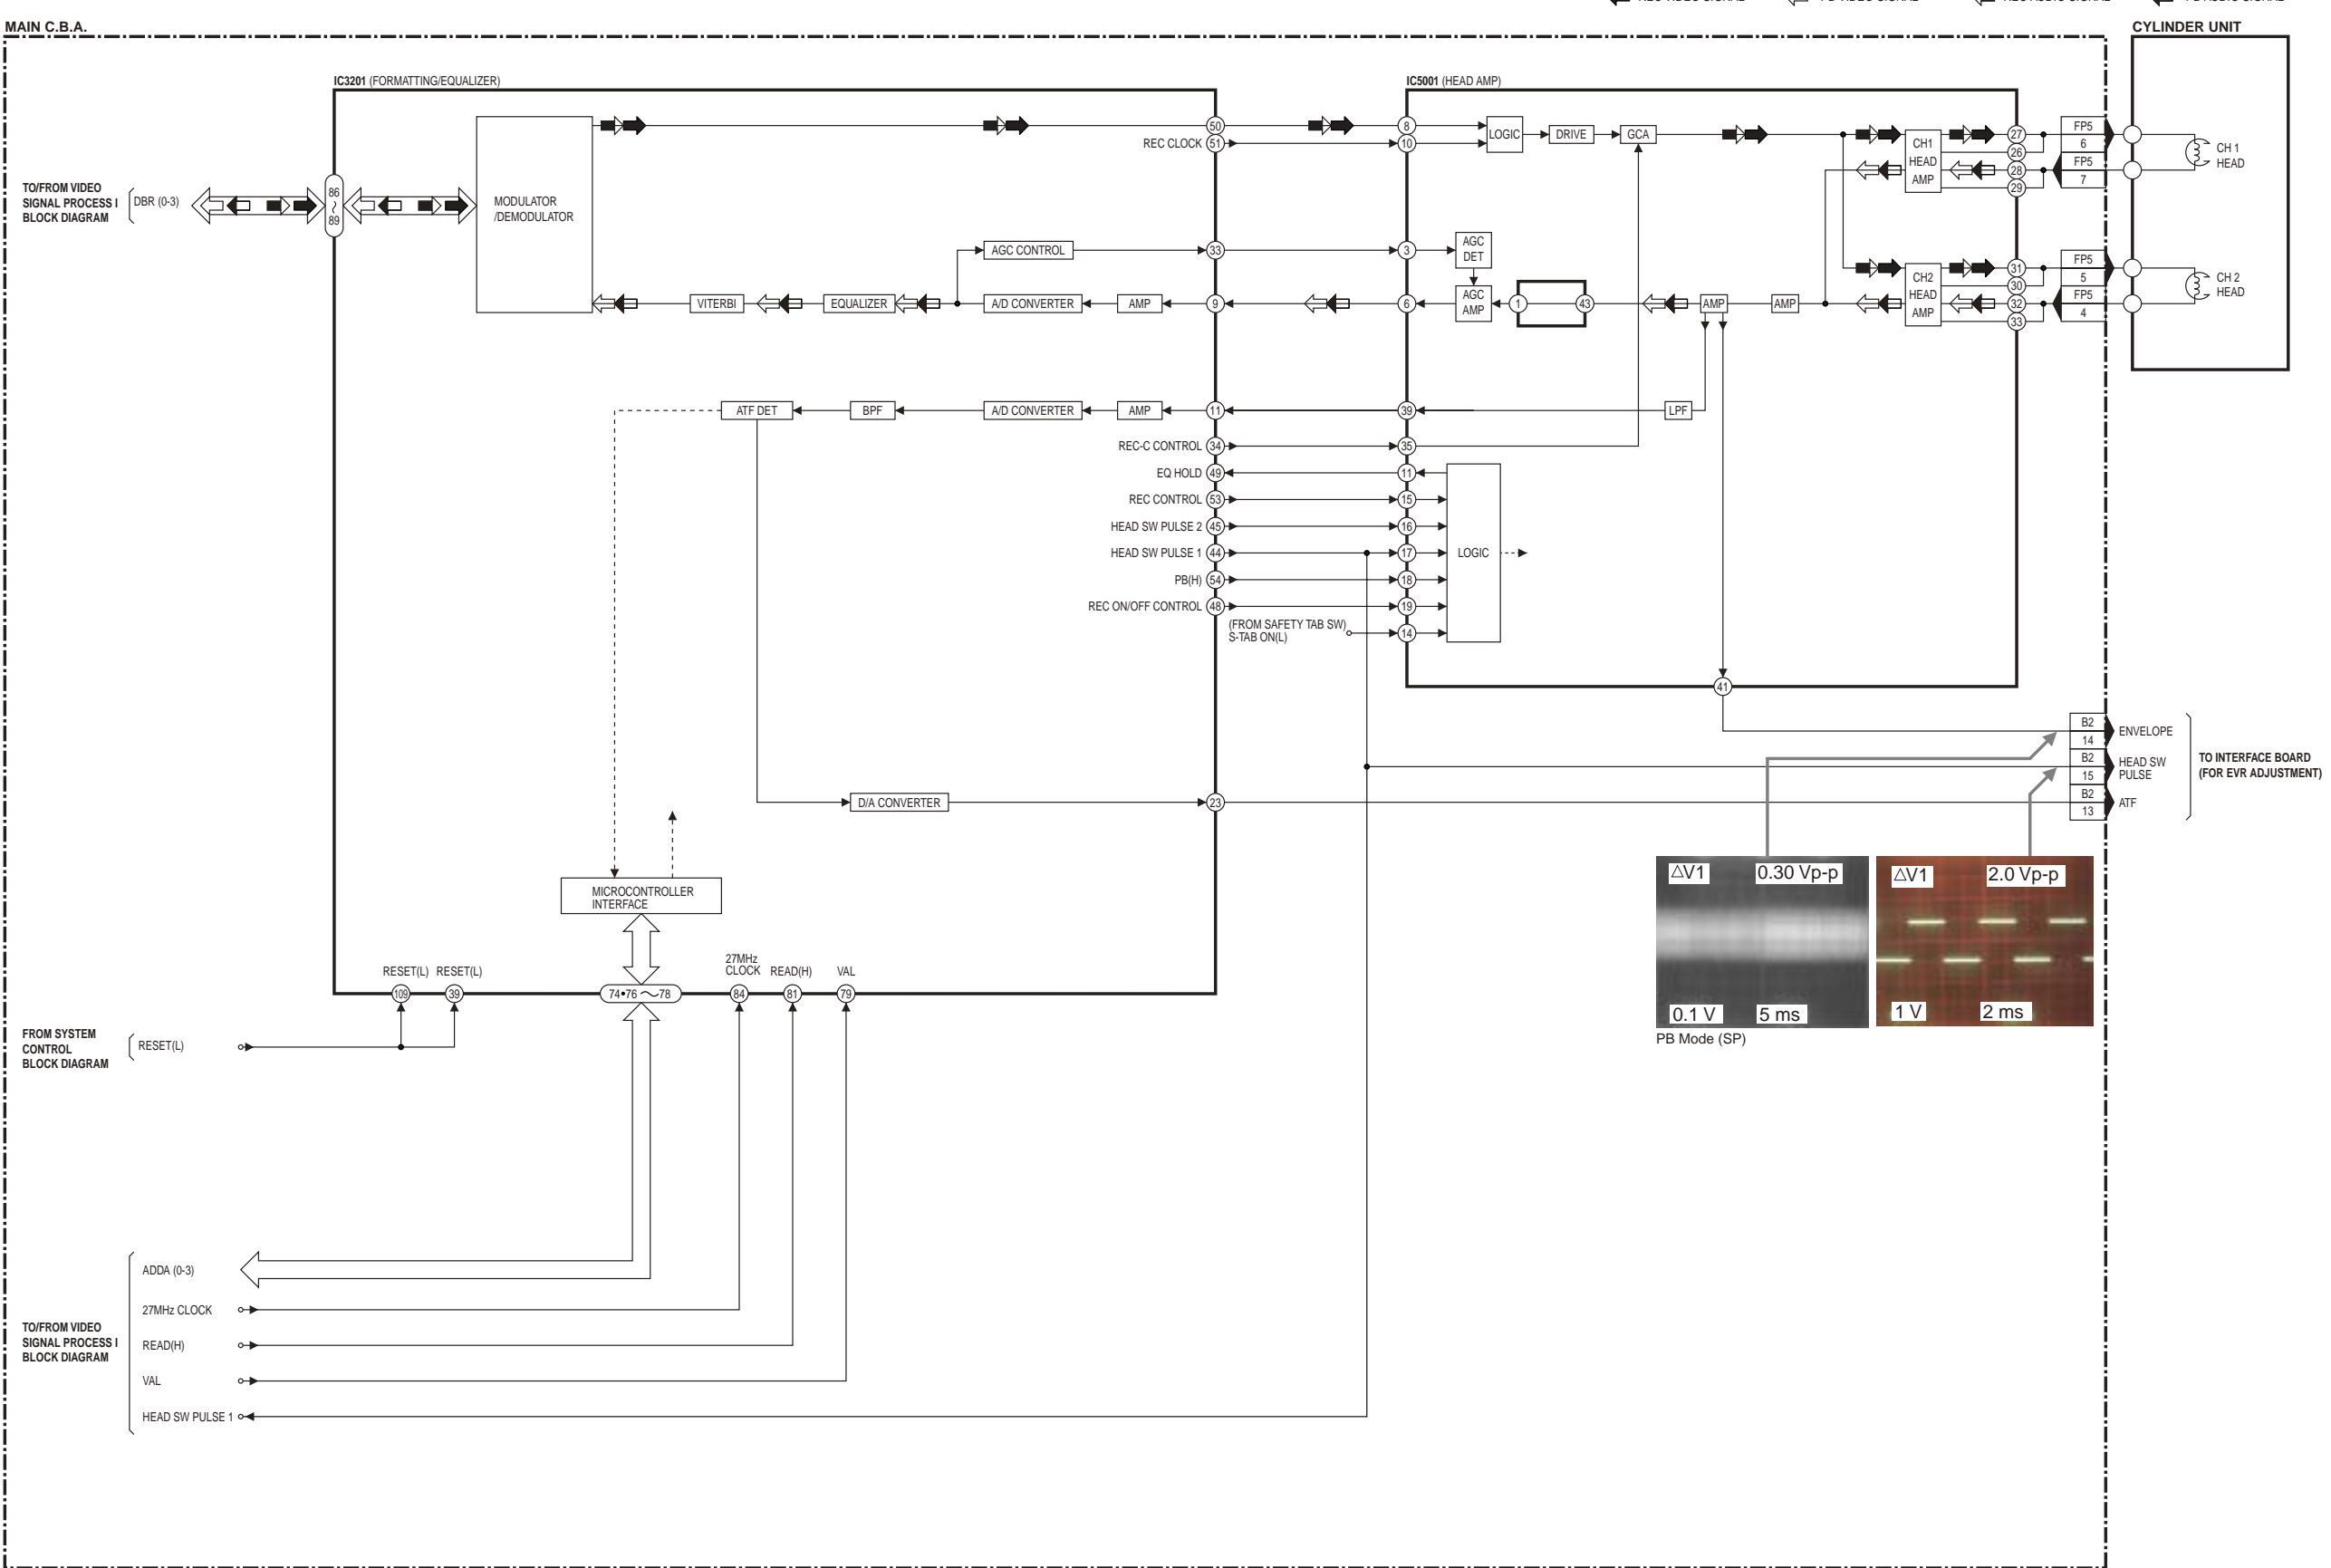 MAIN C.B.A.
CYLINDER UNIT
IC3201 (FORMATTING/EQUALIZER)
IC5001 (HEAD AMP)
50
8
LOGIC
DRIVE
GCA
27
FP5
6
REC CLOCK
51
10
CH1
HEAD
AMP
26
28
29
FP5
7
CH 1
HEAD
TO/FROM VIDEO
SIGNAL PROCESS I
BLOCK DIAGRAM
DBR (0-3)
86
89
MODULATOR
/DEMODULATOR
AGC CONTROL
33
3
AGC
DET
CH2
HEAD
AMP
31
30
32
33
FP5
5
FP5
4
CH 2
HEAD
VITERBI
EQUALIZER
A/D CONVERTER
AMP
9
6
AGC
AMP
1
43
AMP
AMP
ATF DET
BPF
A/D CONVERTER
AMP
11
39
LPF
REC-C CONTROL
34
35
EQ HOLD
49
11
REC CONTROL
53
15
HEAD SW PULSE 2
45
16
HEAD SW PULSE 1
44
17
LOGIC
PB(H)
54
18
REC ON/OFF CONTROL
48
19
(FROM SAFETY TAB SW)
S-TAB ON(L)
14
41
B2
14
ENVELOPE
B2
15
HEAD SW
PULSE
B2
13
ATF
TO INTERFACE BOARD
(FOR EVR ADJUSTMENT)
D/A CONVERTER
23
△V1 0.30 Vp-p
0.1 V 5 ms
PB Mode (SP)
△V1 2.0 Vp-p
1 V 2 ms
MICROCONTROLLER
INTERFACE
RESET(L)
RESET(L)
27MHz
CLOCK
READ(H)
VAL
109
39
74•76～78
84
81
79
FROM SYSTEM
CONTROL
BLOCK DIAGRAM
RESET(L)
TO/FROM VIDEO
SIGNAL PROCESS I
BLOCK DIAGRAM
ADDA (0-3)
27MHz CLOCK
READ(H)
VAL
HEAD SW PULSE 1